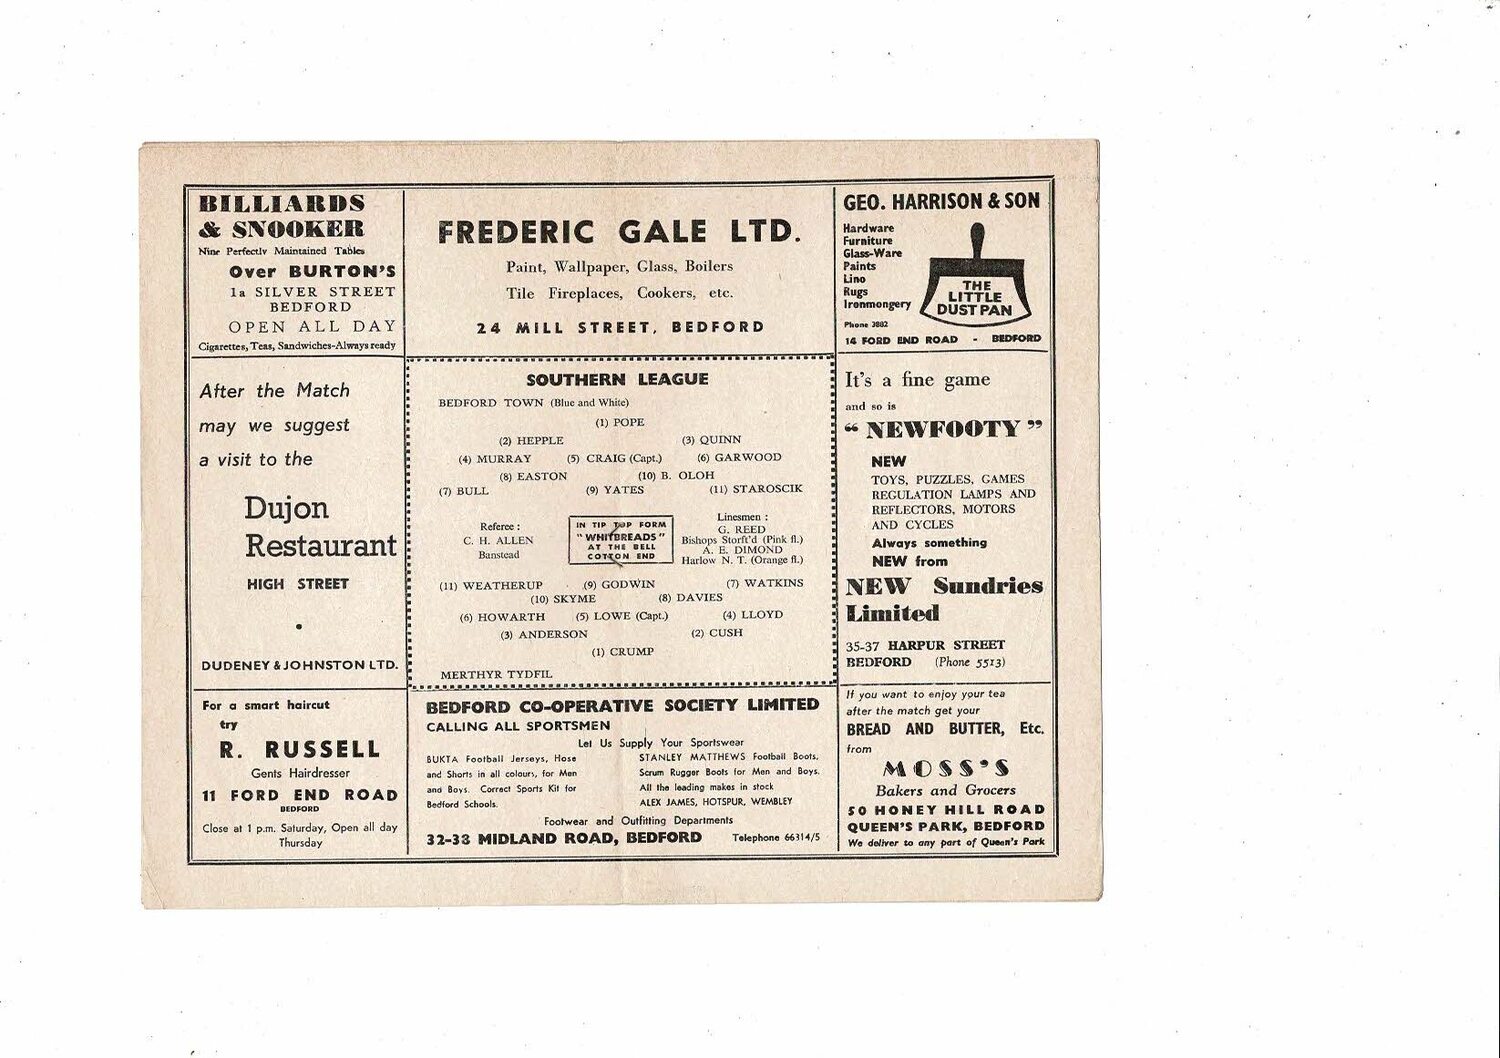 BILLIARDS
& SNOOKER
Nine Perfectly Maintained Tables
Over BURTON'S
1a SILVER STREET
BEDFORD
OPEN ALL DAY
Cigarettes, Teas, Sandwiches-Always ready
FREDERIC GALE LTD.
Paint, Wallpaper, Glass, Boilers
Tile Fireplaces, Cookers, etc.
24 MILL STREET, BEDFORD
GEO. HARRISON & SON
Hardware
Furniture
Glass-Ware
Paints
Lino
Rugs
Ironmongery
THE
LITTLE
DUST PAN
Phone 3882
14 FORD END ROAD - BEDFORD
After the Match
may we suggest
a visit to the
Dujon
Restaurant
HIGH STREET
DUDENEY & JOHNSTON LTD.
SOUTHERN LEAGUE
BEDFORD TOWN (Blue and White)
(1) POPE
(2) HEPPLE (3) QUINN
(4) MURRAY (5) CRAIG (Capt.) (6) GARWOOD
(8) EASTON (10) B. OLOH
(7) BULL (9) YATES (11) STAROSCIK
Referee :
C. H. ALLEN
Banstead
IN TIP TOP FORM
"WHITBREADS"
AT THE BELL
COTTON END
Linesmen :
G. REED
Bishops Storft'd (Pink fl.)
A. E. DIMOND
Harlow N. T. (Orange fl.)
(11) WEATHERUP (9) GODWIN (7) WATKINS
(10) SKYME (8) DAVIES
(6) HOWARTH (5) LOWE (Capt.) (4) LLOYD
(3) ANDERSON (2) CUSH
(1) CRUMP
MERTHYR TYDFIL
It's a fine game
and so is
" NEWFOOTY "
NEW
TOYS, PUZZLES, GAMES
REGULATION LAMPS AND
REFLECTORS, MOTORS
AND CYCLES
Always something
NEW from
NEW Sundries
Limited
35-37 HARPUR STREET
BEDFORD (Phone 5513)
For a smart haircut
try
R. RUSSELL
Gents Hairdresser
11 FORD END ROAD
BEDFORD
Close at 1 p.m. Saturday, Open all day
Thursday
BEDFORD CO-OPERATIVE SOCIETY LIMITED
CALLING ALL SPORTSMEN
Let Us Supply Your Sportswear
BUKTA Football Jerseys, Hose
and Shorts in all colours, for Men
and Boys. Correct Sports Kit for
Bedford Schools.
STANLEY MATTHEWS Football Boots.
Scrum Rugger Boots for Men and Boys.
All the leading makes in stock
ALEX JAMES, HOTSPUR, WEMBLEY
Footwear and Outfitting Departments
32-38 MIDLAND ROAD, BEDFORD Telephone 66314/5
If you want to enjoy your tea
after the match get your
BREAD AND BUTTER, Etc.
from
MOSS'S
Bakers and Grocers
50 HONEY HILL ROAD
QUEEN'S PARK, BEDFORD
We deliver to any part of Queen's Park